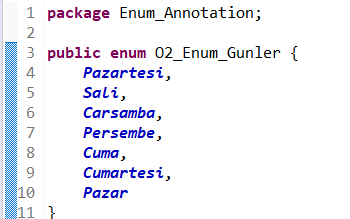 1 package Enum_Annotation;
2
3 public enum O2_Enum_Gunler {
4     Pazartesi,
5     Sali,
6     Carsamba,
7     Persembe,
8     Cuma,
9     Cumartesi,
10     Pazar
11 }